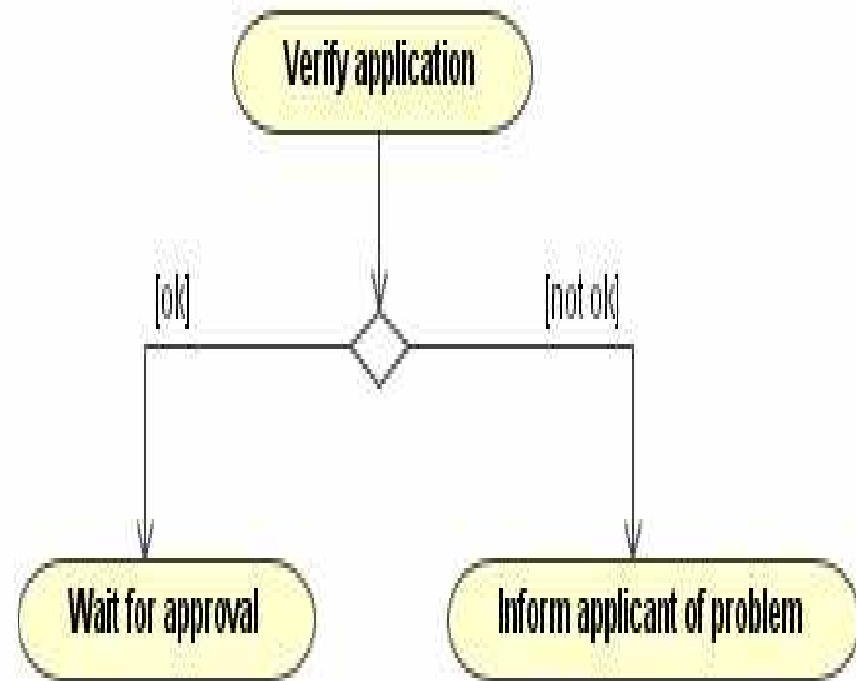 Verify application
[ok]
[not ok]
Wait for approval
Inform applicant of problem